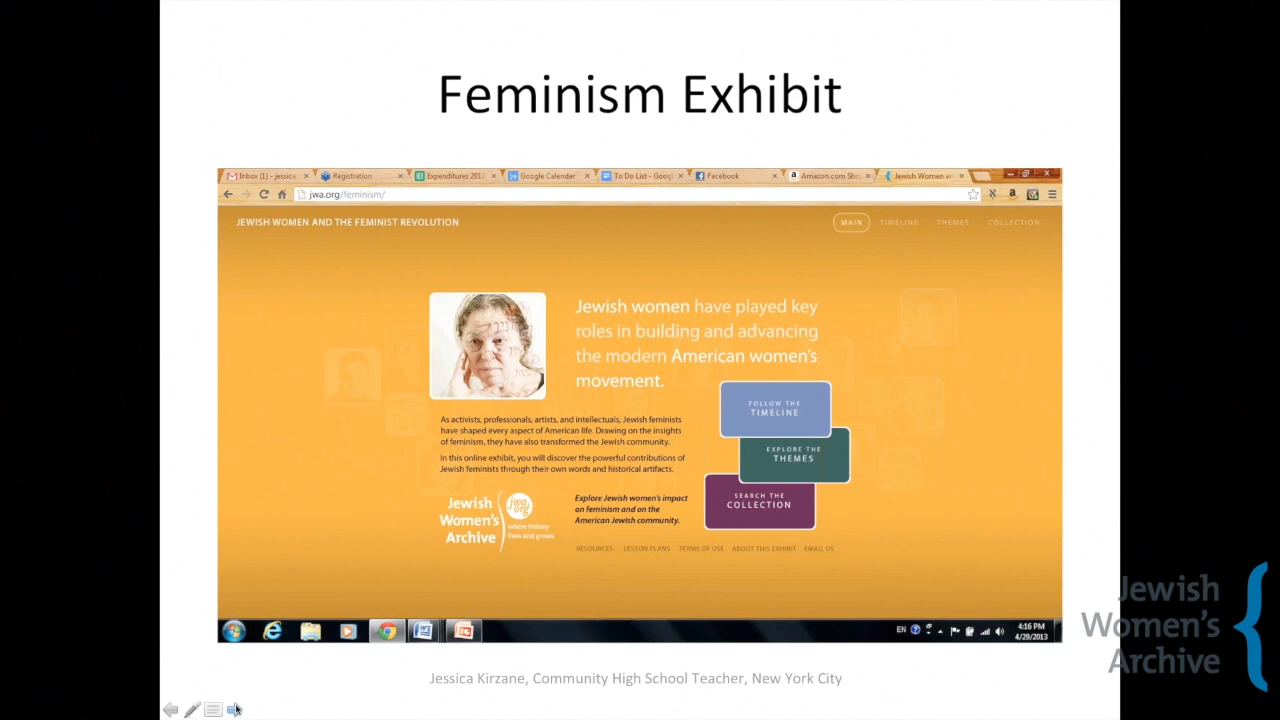 Feminism Exhibit
Inbox (1) - jessica. Registration Expenditures 2012 Google Calendar To Do List - Goog Facebook Amazon.com Sho Jewish Women an
jwa.org/feminism/
JEWISH WOMEN AND THE FEMINIST REVOLUTION
MAIN TIMELINE THEMES COLLECTION
Jewish women have played key
roles in building and advancing
the modern American women's
movement.
FOLLOW THE
TIMELINE
As activists, professionals, artists, and intellectuals, Jewish feminists
have shaped every aspect of American life. Drawing on the insights
of feminism, they have also transformed the Jewish community.
In this online exhibit, you will discover the powerful contributions of
Jewish feminists through their own words and historical artifacts.
EXPLORE THE
THEMES
SEARCH THE
COLLECTION
Jewish
Women's
Archive
jwa.
org
where history
lives and grows
Explore Jewish women's impact
on feminism and on the
American Jewish community.
RESOURCES LESSON PLANS TERMS OF USE ABOUT THIS EXHIBIT EMAIL US
EN
4:16 PM
4/29/2013
Jewish
Women's
Archive
Jessica Kirzane, Community High School Teacher, New York City